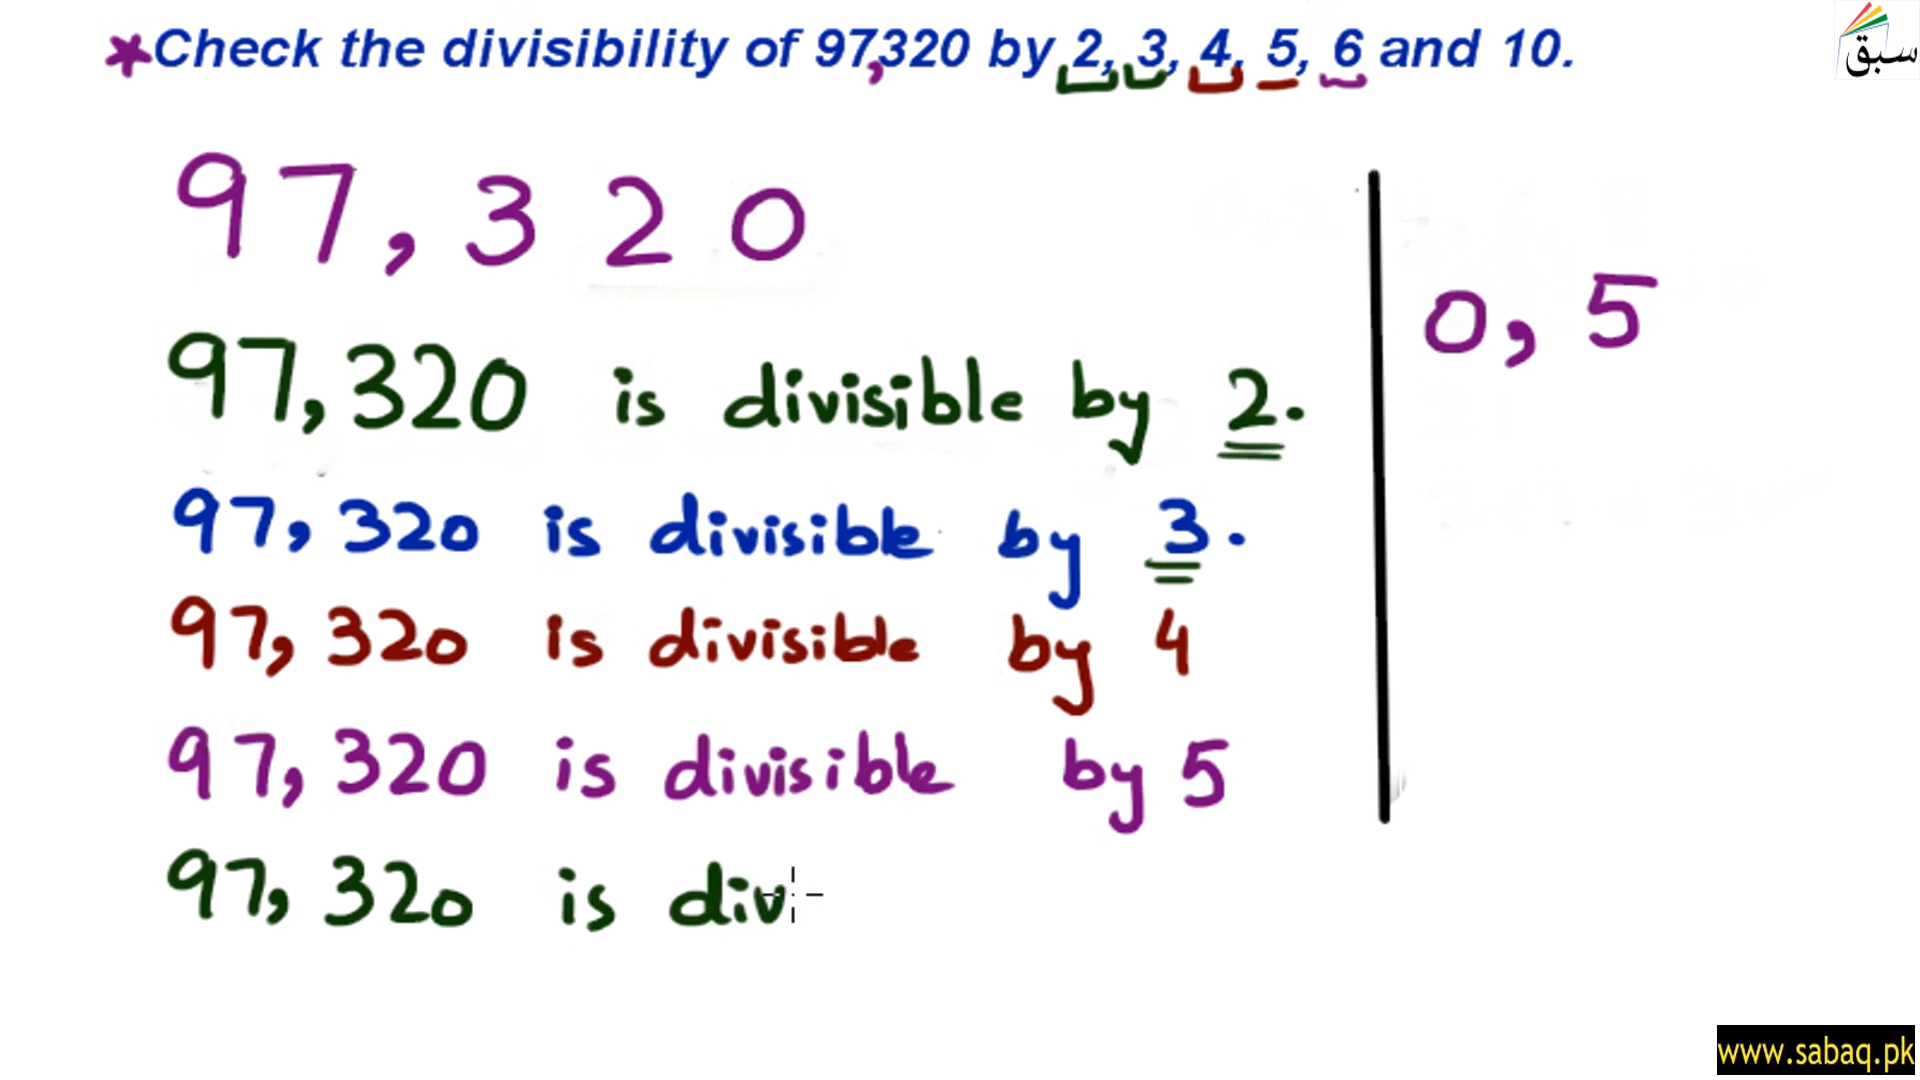 *Check the divisibility of 97,320 by 2, 3, 4, 5, 6 and 10.
سبق
97,320
0, 5
97,320 is divisible by 2.
97,320 is divisible by 3.
97,320 is divisible by 4
97,320 is divisible by 5
97,320 is div
www.sabaq.pk